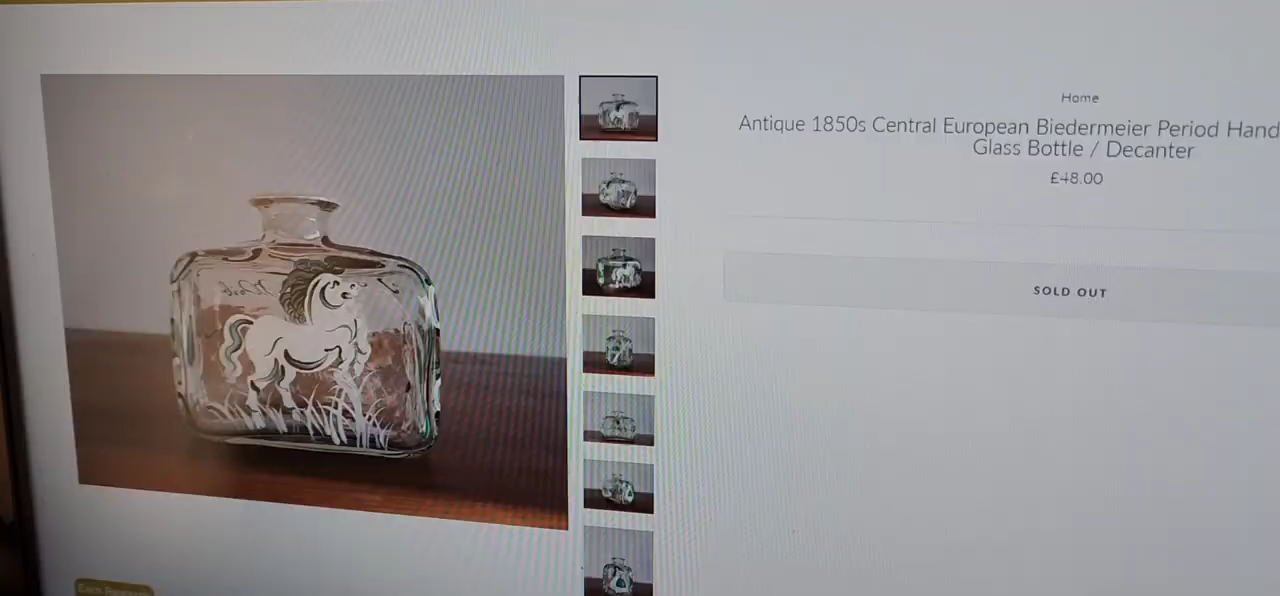 Home
Antique 1850s Central European Biedermeier Period Hand
Glass Bottle / Decanter
£48.00
SOLD OUT